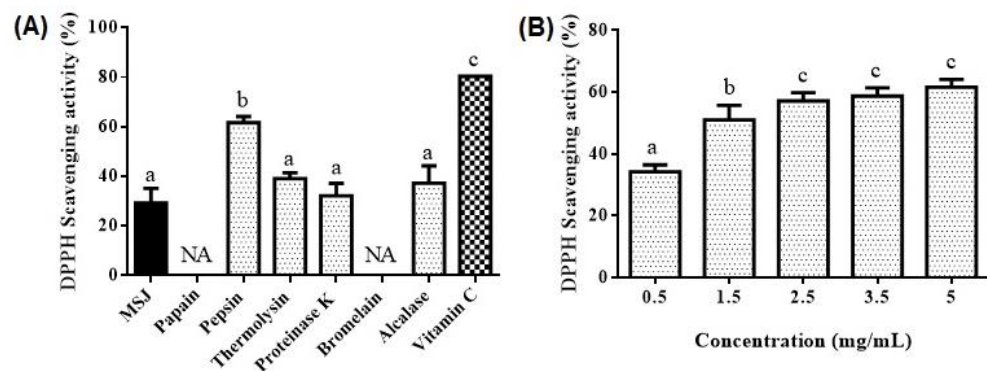 (A)
DPPH Scavenging activity (%)
100
80
60
40
20
0
a
NA
b
a
a
NA
a
c
MSJ
Papain
Pepsin
Thermolysin
Proteinase K
Bromelain
Alcalase
Vitamin C
(B)
DPPH Scavenging activity (%)
80
60
40
20
0
a
b
c
c
c
0.5 1.5 2.5 3.5 5
Concentration (mg/mL)